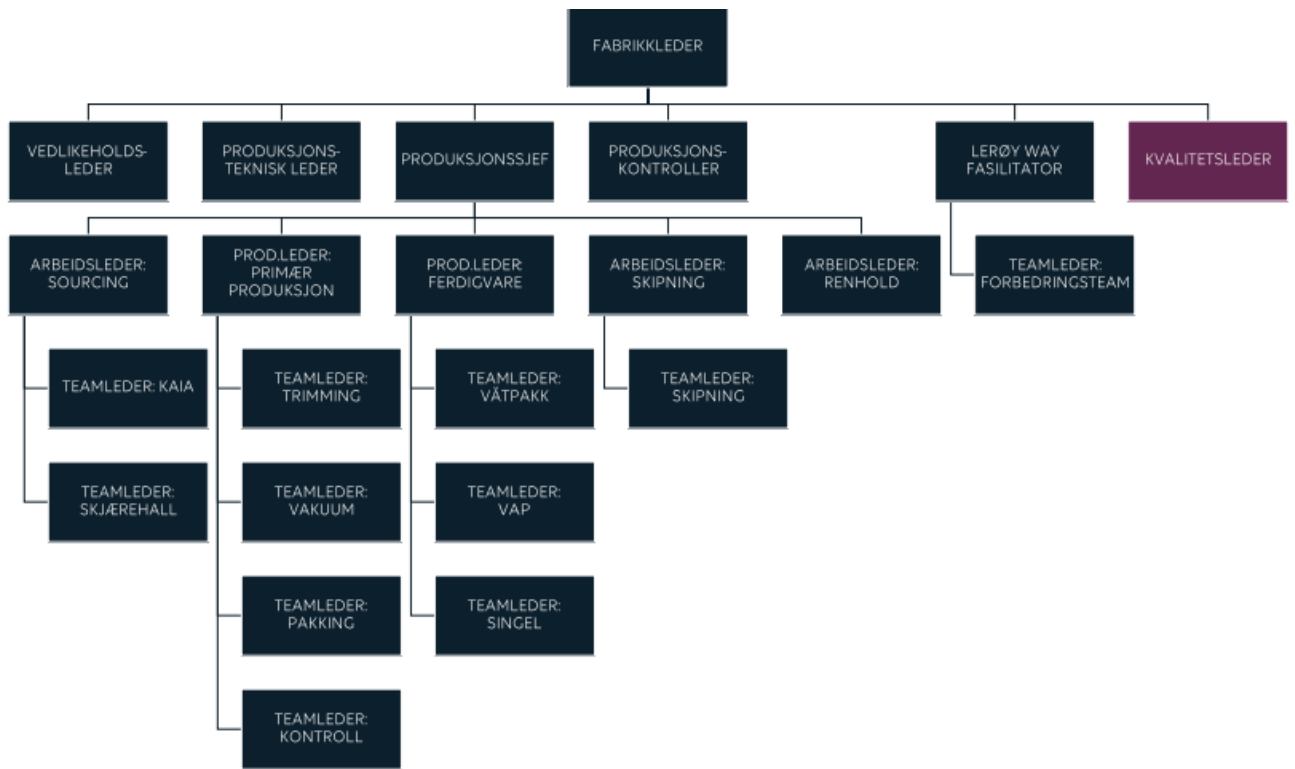 FABRIKKLEDER
VEDLIKEHOLDS-
LEDER
PRODUKSJONS-
TEKNISK LEDER
PRODUKSJONSSJEF
PRODUKSJONS-
KONTROLLER
LERØY WAY
FASILITATOR
KVALITETSLEDER
ARBEIDSLEDER:
SOURCING
PROD.LEDER:
PRIMÆR
PRODUKSJON
PROD.LEDER:
FERDIGVARE
ARBEIDSLEDER:
SKIPNING
ARBEIDSLEDER:
RENHOLD
TEAMLEDER:
FORBEDRINGSTEAM
TEAMLEDER: KAIA
TEAMLEDER:
TRIMMING
TEAMLEDER:
VÅTPAKK
TEAMLEDER:
SKIPNING
TEAMLEDER:
SKJÆREHALL
TEAMLEDER:
VAKUUM
TEAMLEDER:
VAP
TEAMLEDER:
PAKKING
TEAMLEDER:
SINGEL
TEAMLEDER:
KONTROLL